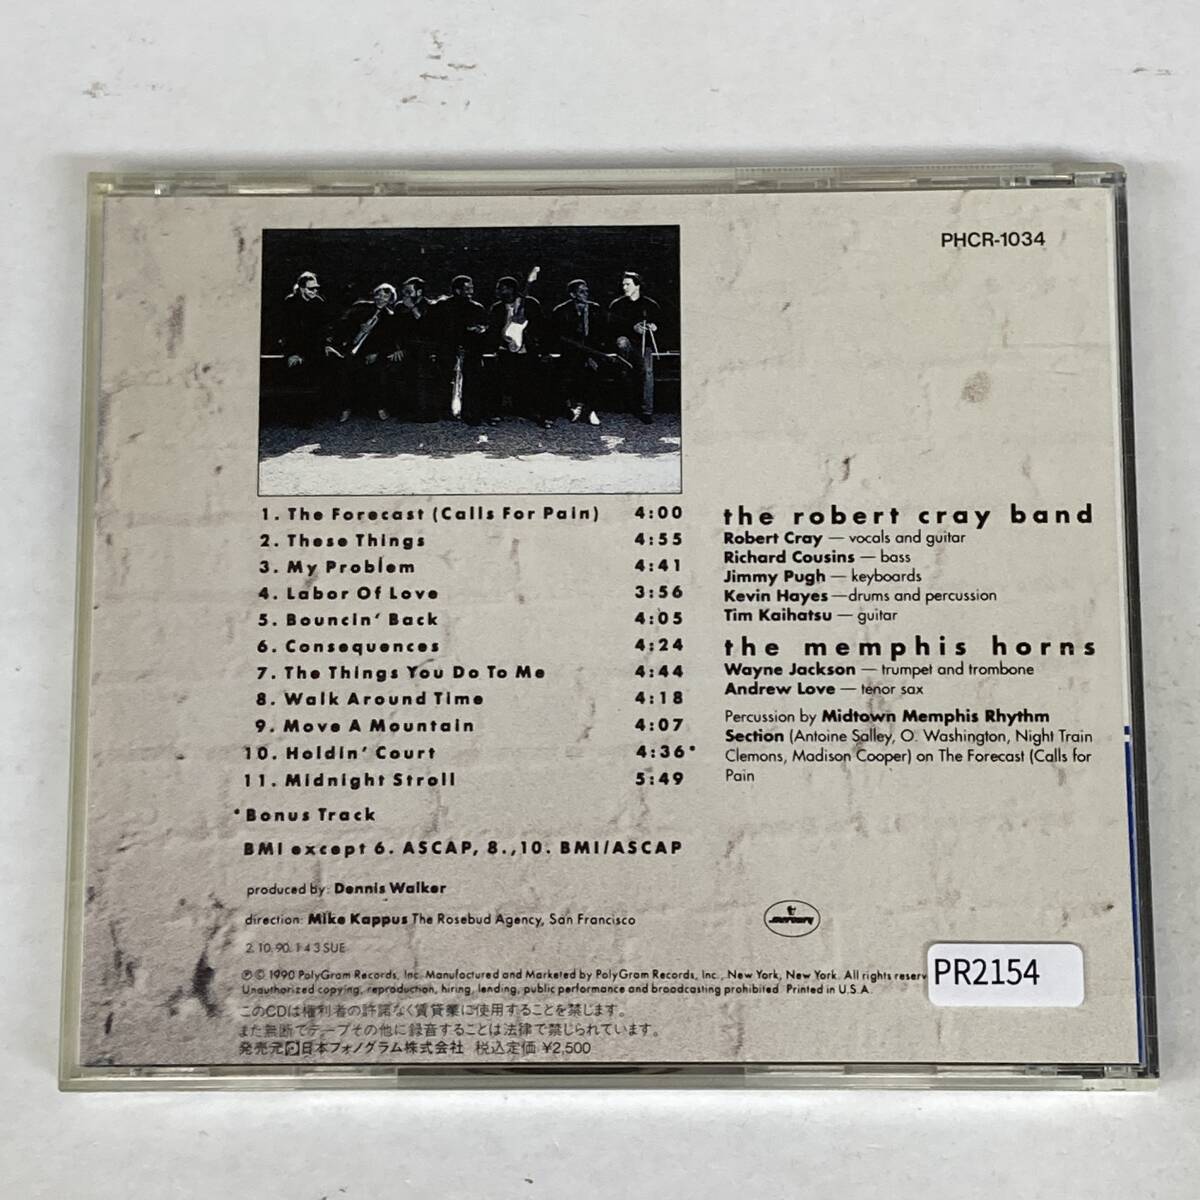 PHCR-1034
1. The Forecast (Calls For Pain) 4:00
2. These Things 4:55
3. My Problem 4:41
4. Labor Of Love 3:56
5. Bouncin' Back 4:05
6. Consequences 4:24
7. The Things You Do To Me 4:44
8. Walk Around Time 4:18
9. Move A Mountain 4:07
10. Holdin' Court 4:36*
11. Midnight Stroll 5:49
*Bonus Track
BMI except 6. ASCAP, 8.,10. BMI/ASCAP
produced by: Dennis Walker
direction: Mike Kappus The Rosebud Agency, San Francisco
2.10.90.1 4 3 SUE
the robert cray band
Robert Cray — vocals and guitar
Richard Cousins — bass
Jimmy Pugh — keyboards
Kevin Hayes — drums and percussion
Tim Kaihatsu — guitar
the memphis horns
Wayne Jackson — trumpet and trombone
Andrew Love — tenor sax
Percussion by Midtown Memphis Rhythm
Section (Antoine Salley, O. Washington, Night Train
Clemons, Madison Cooper) on The Forecast (Calls for
Pain
mercury
PR2154
℗ © 1990 PolyGram Records, Inc. Manufactured and Marketed by PolyGram Records, Inc., New York, New York. All rights reserv
Unauthorized copying, reproduction, hiring, lending, public performance and broadcasting prohibited. Printed in U.S.A.
このCDは権利者の許諾なく賃貸業に使用することを禁じます。
また無断でテープその他に録音することは法律で禁じられています。
発売元 P 日本フォノグラム株式会社 税込定価 ¥2,500